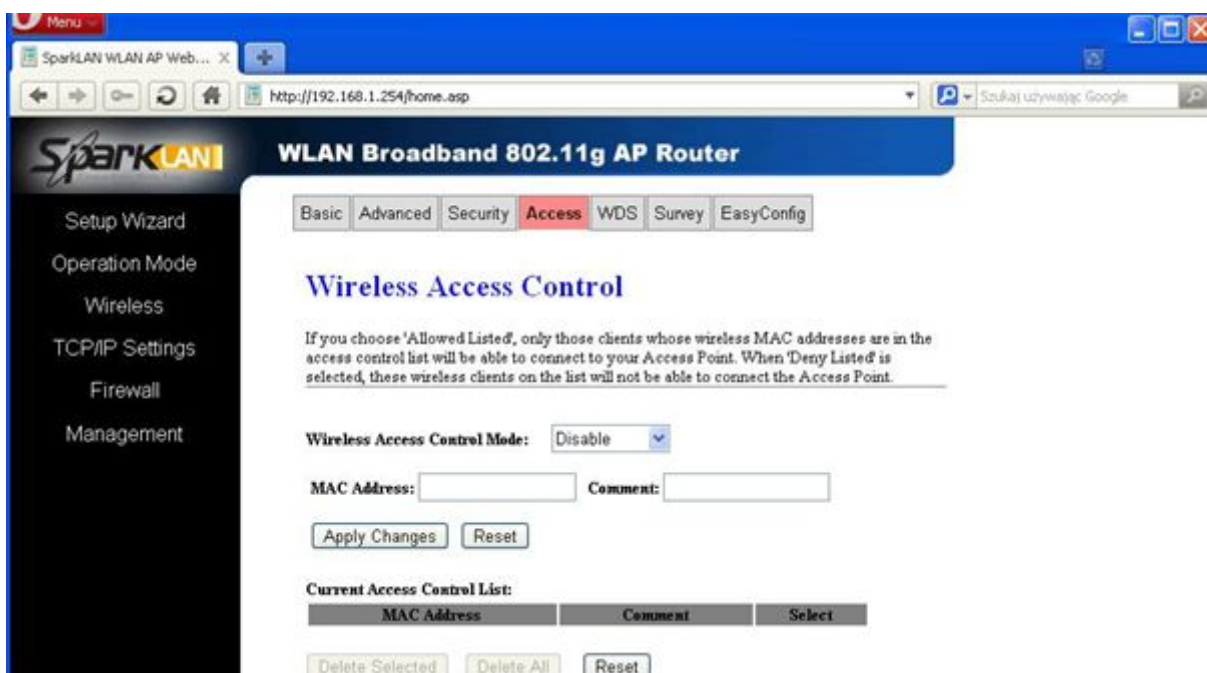 Menu
SparkLAN WLAN AP Web...
http://192.168.1.254/home.asp
Szukaj używając Google
SparkLAN
WLAN Broadband 802.11g AP Router
Setup Wizard
Operation Mode
Wireless
TCP/IP Settings
Firewall
Management
Basic Advanced Security Access WDS Survey EasyConfig
Wireless Access Control
If you choose 'Allowed Listed', only those clients whose wireless MAC addresses are in the
access control list will be able to connect to your Access Point. When 'Deny Listed' is
selected, these wireless clients on the list will not be able to connect the Access Point.
Wireless Access Control Mode: Disable
MAC Address: Comment:
Apply Changes Reset
Current Access Control List:
MAC Address Comment Select
Delete Selected Delete All Reset